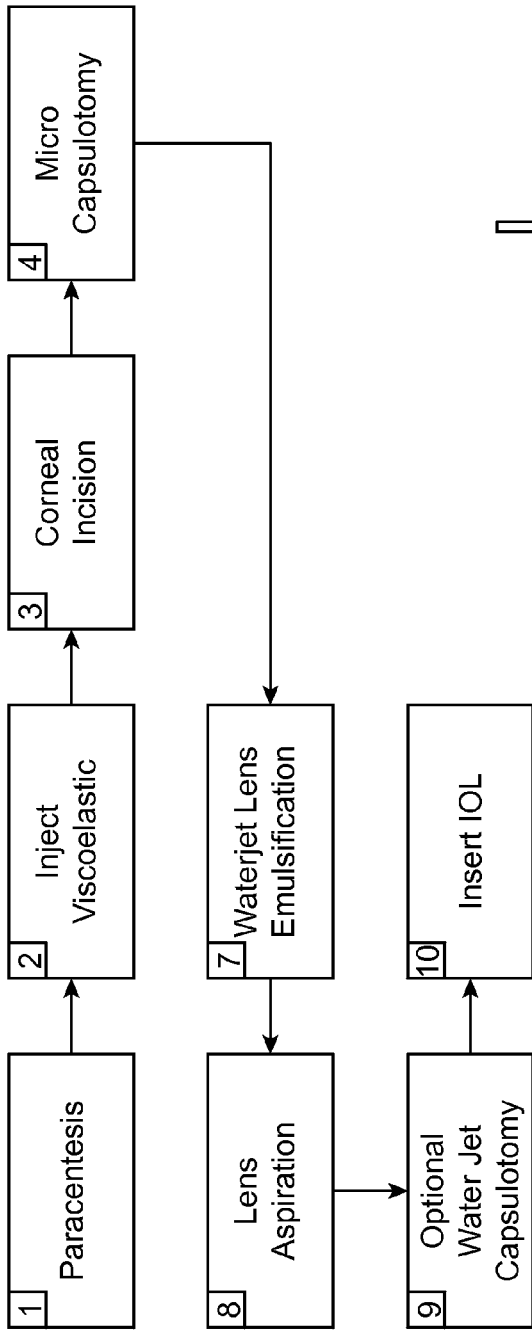 1
Paracentesis
2
Inject
Viscoelastic
3
Corneal
Incision
4
Micro
Capsulotomy
7
Waterjet Lens
Emulsification
8
Lens
Aspiration
9
Optional
Water Jet
Capsulotomy
10
Insert IOL